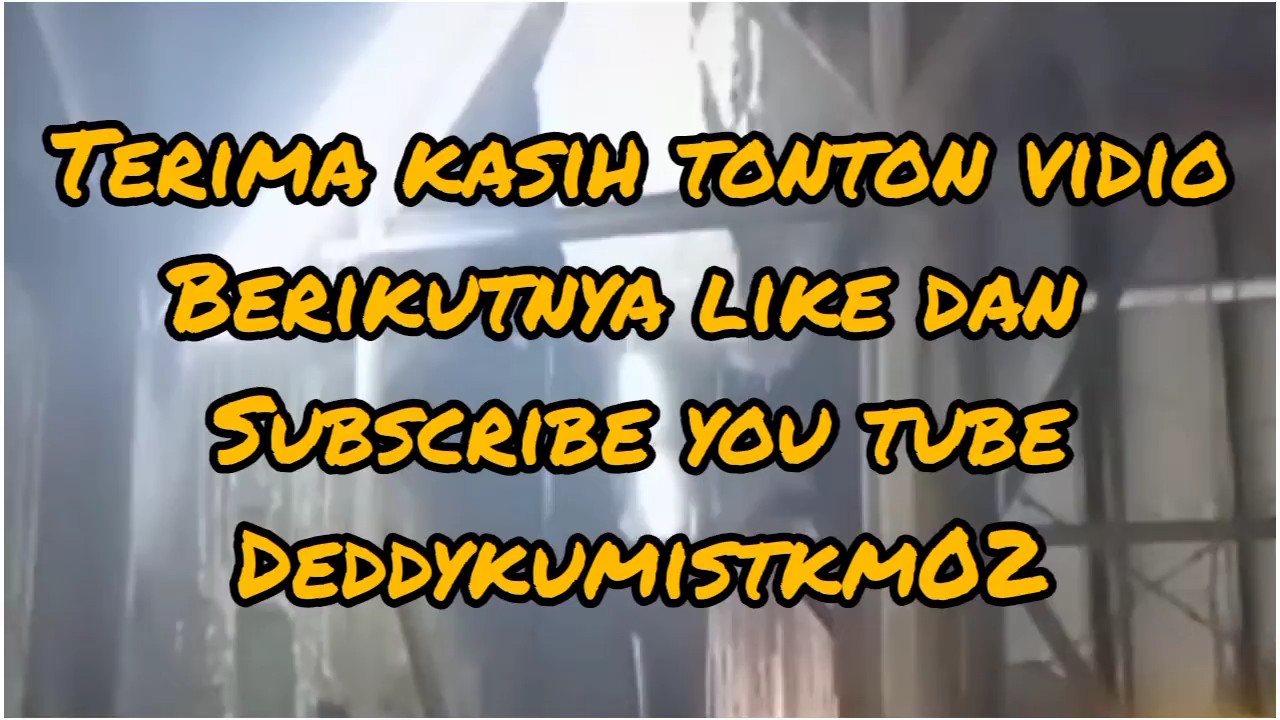 Terima kasih tonton vidio
Berikutnya like dan
Subscribe you tube
Deddykumistkm02